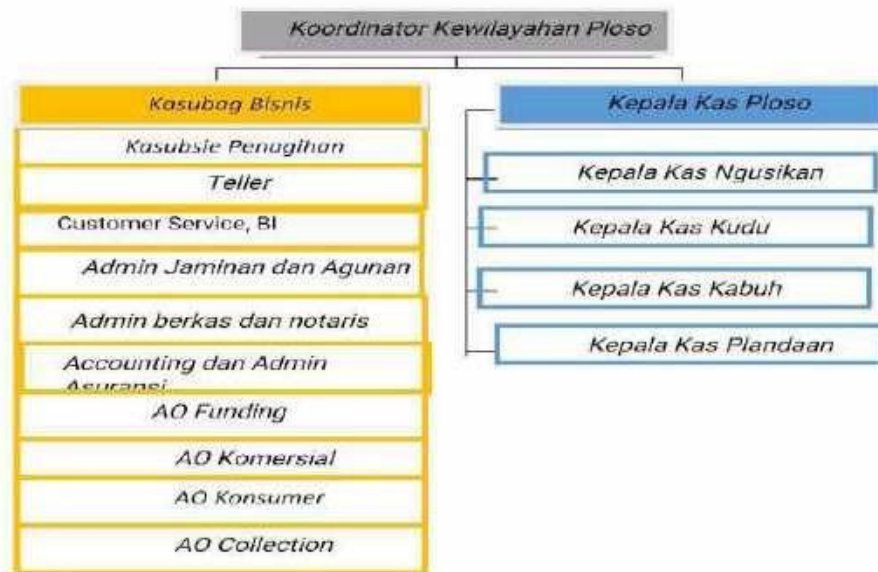 Koordinator Kewilayahan Ploso
Kasubag Bisnis
Kasubsie Penagihan
Teller
Customer Service, BI
Admin Jaminan dan Agunan
Admin berkas dan notaris
Accounting dan Admin
Asuransi
AO Funding
AO Komersial
AO Konsumer
AO Collection
Kepala Kas Ploso
Kepala Kas Ngusikan
Kepala Kas Kudu
Kepala Kas Kabuh
Kepala Kas Plandaan